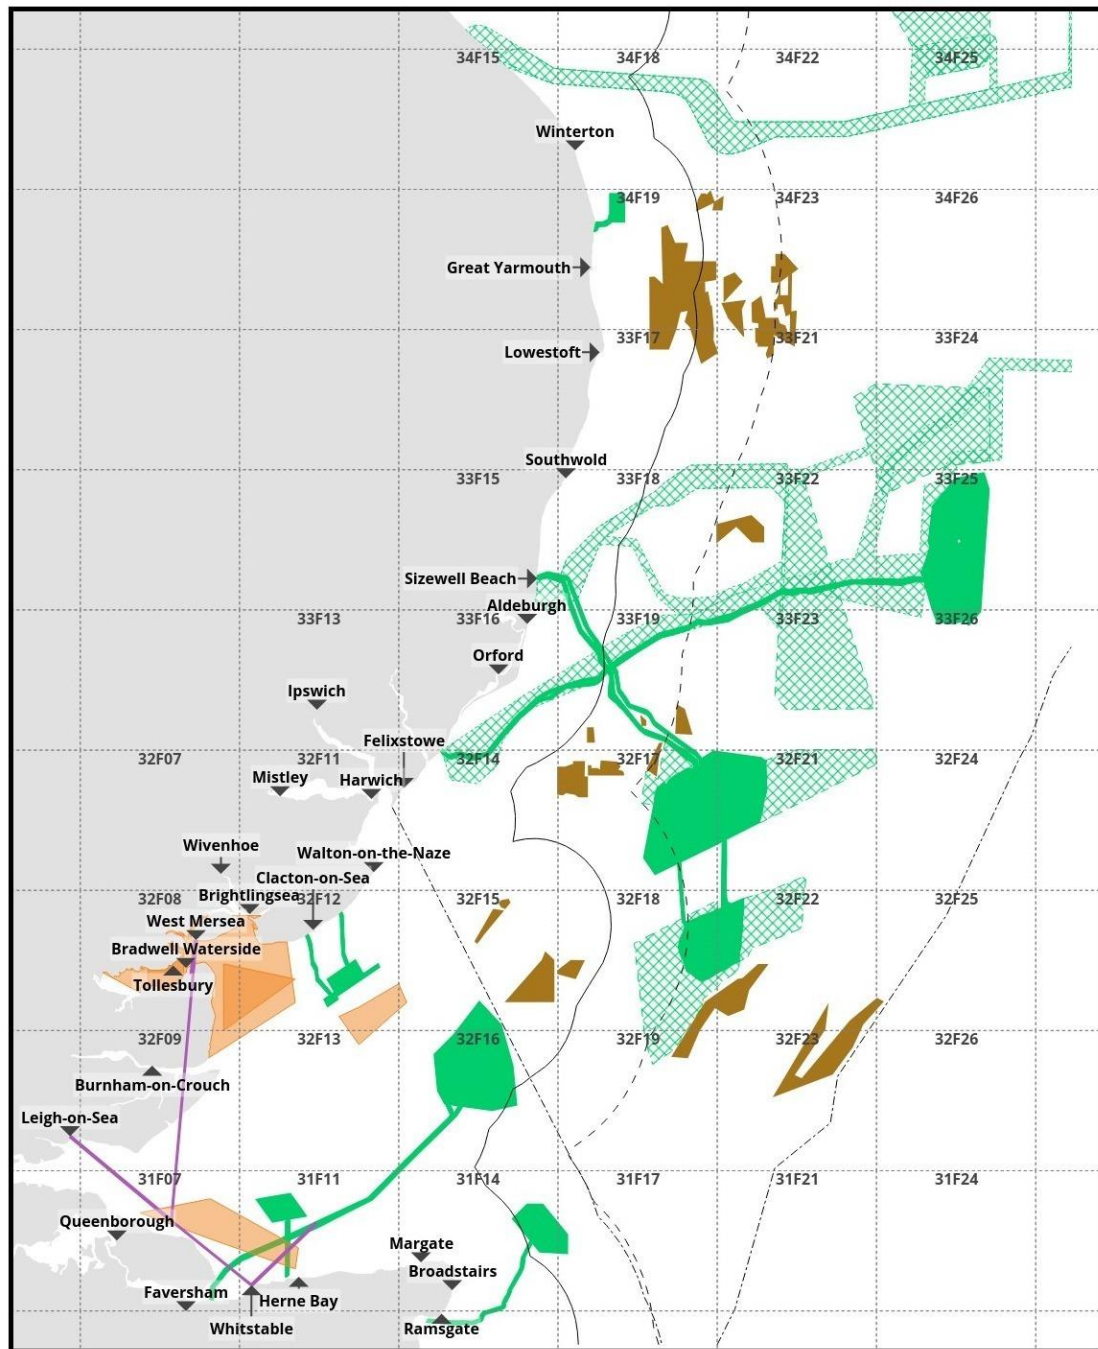 34F15 34F18 34F22 34F25
Winterton
34F19 34F23 34F26
Great Yarmouth
33F17 33F21 33F24
Lowestoft
Southwold
33F15 33F18 33F22 33F25
Sizewell Beach
Aldeburgh
33F13 33F16 33F19 33F23 33F26
Orford
Ipswich
Felixstowe
32F07 32F11 32F14 32F17 32F21 32F24
Mistley
Harwich
Wivenhoe
Walton-on-the-Naze
Clacton-on-Sea
Brightlingsea
32F08 32F12 32F15 32F18 32F22 32F25
West Mersea
Bradwell Waterside
Tollesbury
32F09 32F13 32F16 32F19 32F23 32F26
Burnham-on-Crouch
Leigh-on-Sea
31F07 31F11 31F14 31F17 31F21 31F24
Queenborough
Margate
Broadstairs
Faversham
Herne Bay
Whitstable
Ramsgate